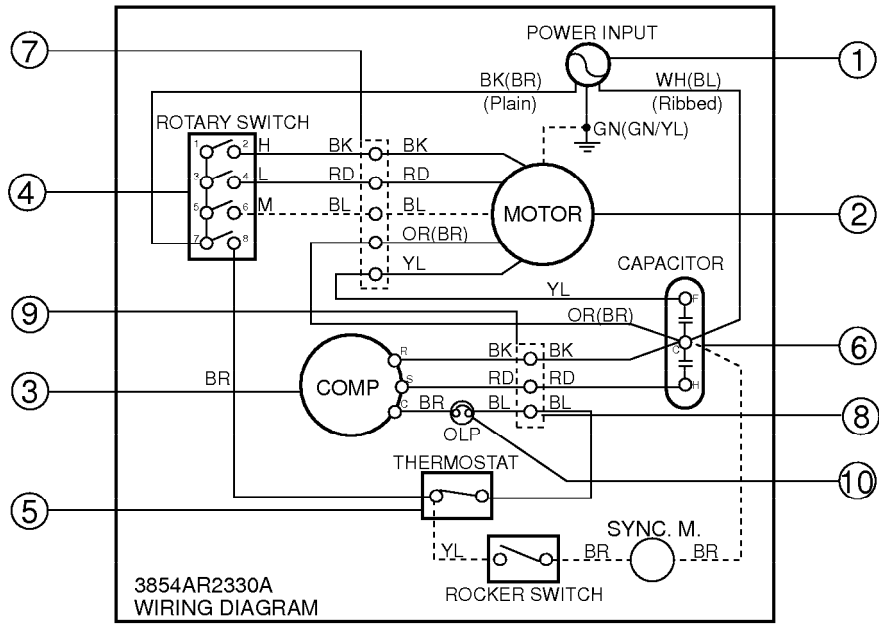 POWER INPUT
7
1
BK(BR)
WH(BL)
(Plain)
(Ribbed)
ROTARY SWITCH
GN(GN/YL)
1 2 H BK BK
3 4 L RD RD
4
5 6 M BL BL
MOTOR
2
7 8
OR(BR)
YL
CAPACITOR
YL
F
9
OR(BR)
C
6
R BK BK
3
BR
COMP
S RD RD
H
C BR BL BL
8
OLP
THERMOSTAT
10
5
SYNC. M.
YL
BR
BR
ROCKER SWITCH
3854AR2330A
WIRING DIAGRAM